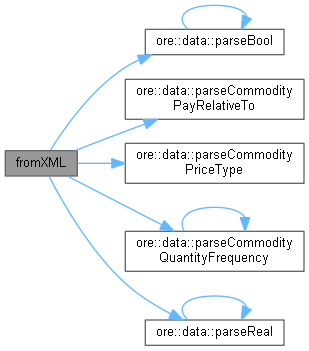 ore::data::parseBool
ore::data::parseCommodity
PayRelativeTo
fromXML
ore::data::parseCommodity
PriceType
ore::data::parseCommodity
QuantityFrequency
ore::data::parseReal